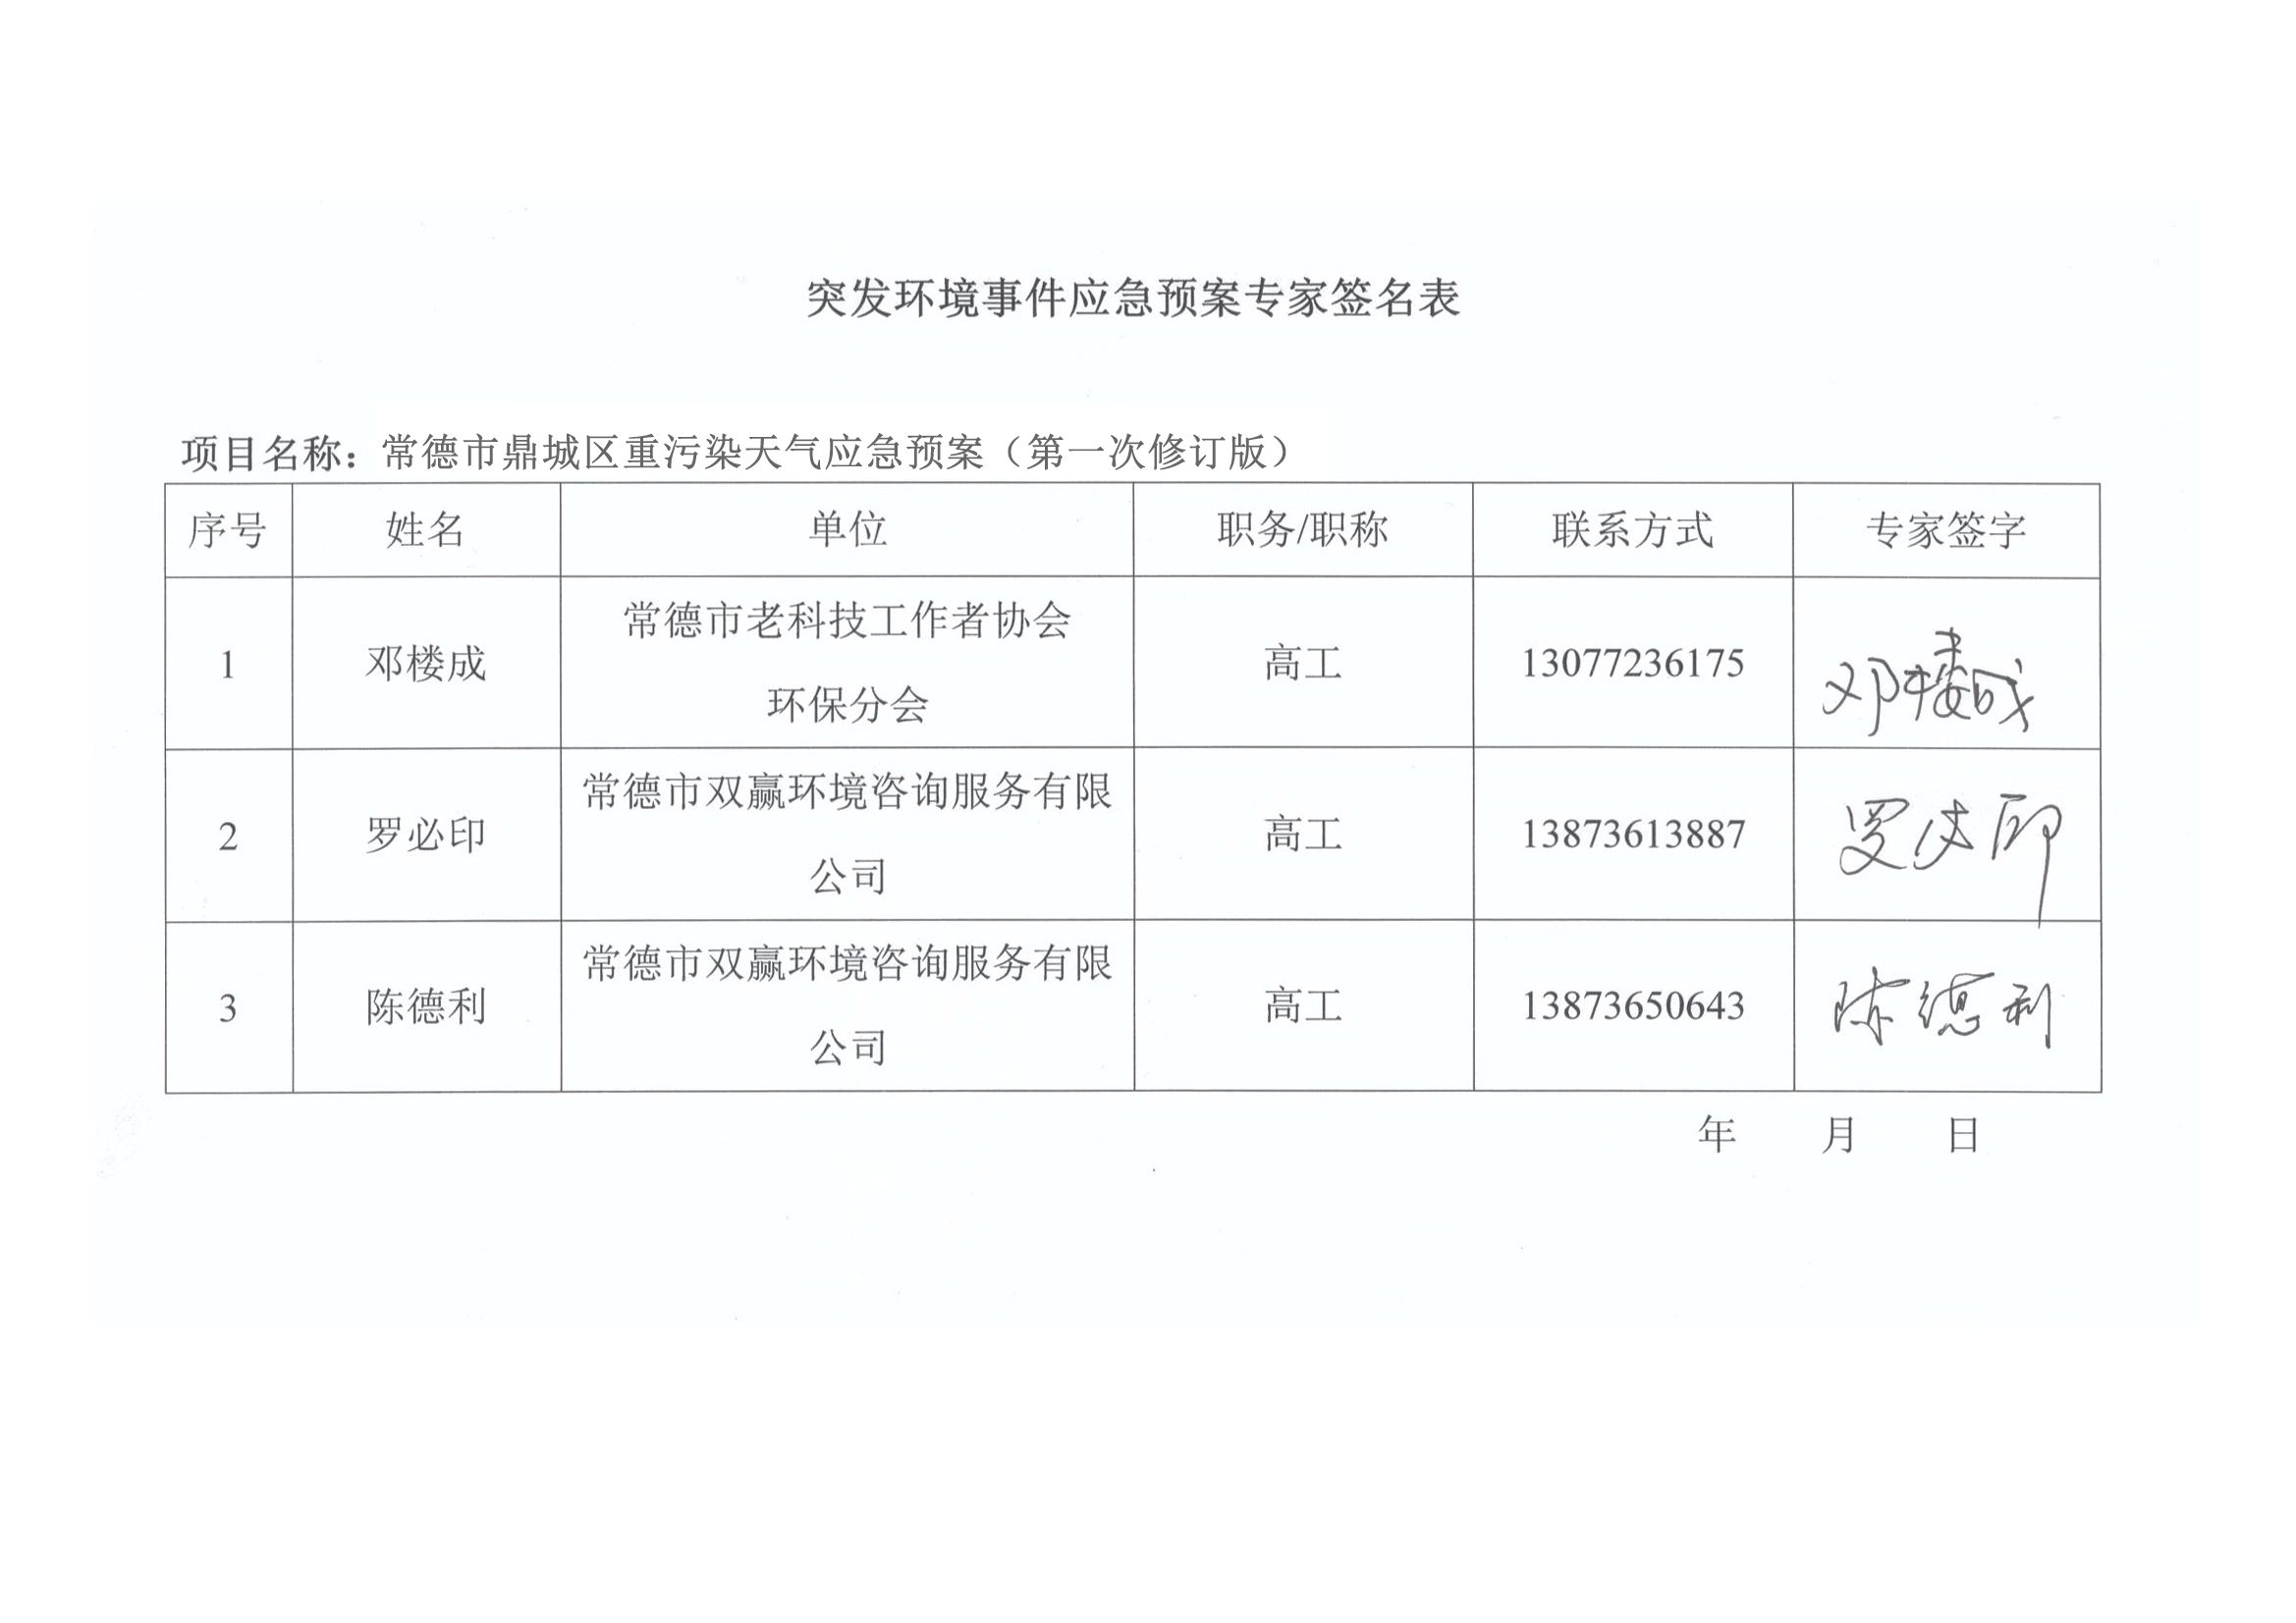 突发环境事件应急预案专家签名表
项目名称：常德市鼎城区重污染天气应急预案（第一次修订版）
序号 姓名 单位 职务/职称 联系方式 专家签字
1 邓楼成 常德市老科技工作者协会 高工 13077236175 邓楼成
环保分会
2 罗必印 常德市双赢环境咨询服务有限 高工 13873613887 罗必印
公司
3 陈德利 常德市双赢环境咨询服务有限 高工 13873650643 陈德利
公司
年 月 日